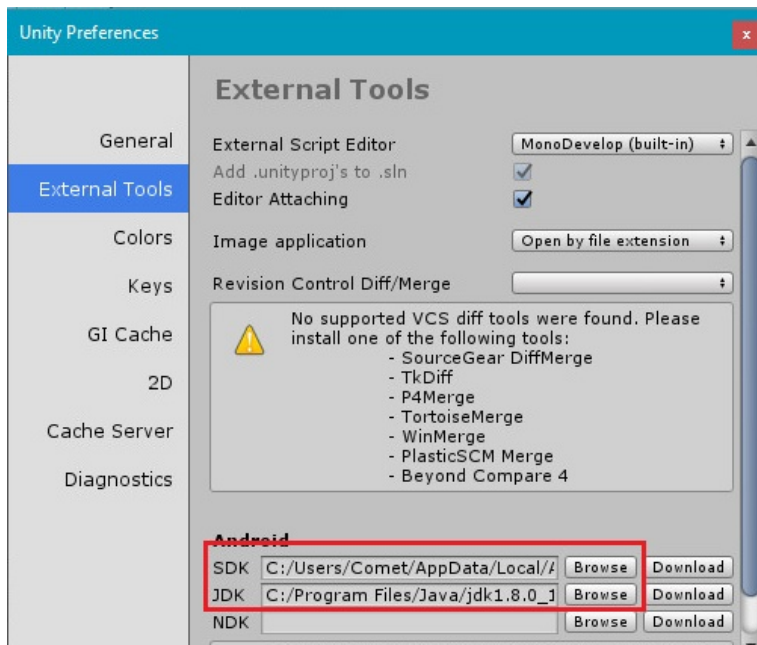 Unity Preferences
x
External Tools
General
External Tools
Colors
Keys
GI Cache
2D
Cache Server
Diagnostics
External Script Editor MonoDevelop (built-in)
Add .unityproj's to .sln
Editor Attaching
Image application Open by file extension
Revision Control Diff/Merge
No supported VCS diff tools were found. Please
install one of the following tools:
- SourceGear DiffMerge
- TkDiff
- P4Merge
- TortoiseMerge
- WinMerge
- PlasticSCM Merge
- Beyond Compare 4
Android
SDK C:/Users/Comet/AppData/Local/ Browse Download
JDK C:/Program Files/Java/jdk1.8.0_1 Browse Download
NDK Browse Download